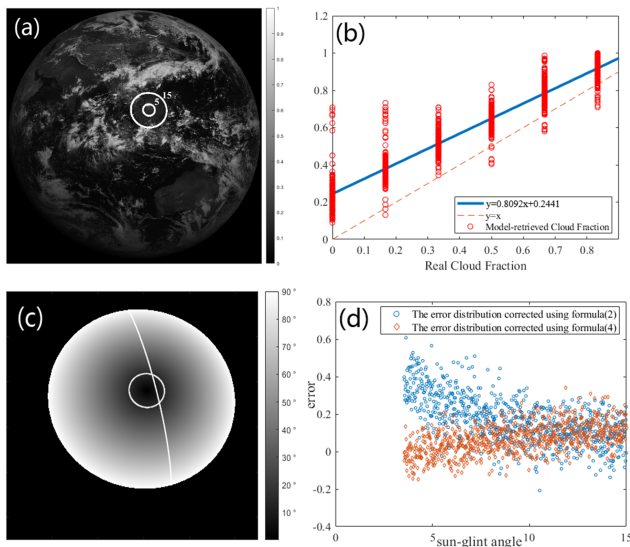 (a)
15
5
1
0.9
0.8
0.7
0.6
0.5
0.4
0.3
0.2
0.1
0
(b)
1.2
1
0.8
0.6
0.4
0.2
0
y=0.8092x+0.2441
y=x
Model-retrieved Cloud Fraction
0 0.1 0.2 0.3 0.4 0.5 0.6 0.7 0.8
Real Cloud Fraction
(c)
90 °
80 °
70 °
60 °
50 °
40 °
30 °
20 °
10 °
(d)
0.8
0.6
0.4
0.2
0
-0.2
-0.4
error
The error distribution corrected using formula(2)
The error distribution corrected using formula(4)
0 5 10 15
sun-glint angle